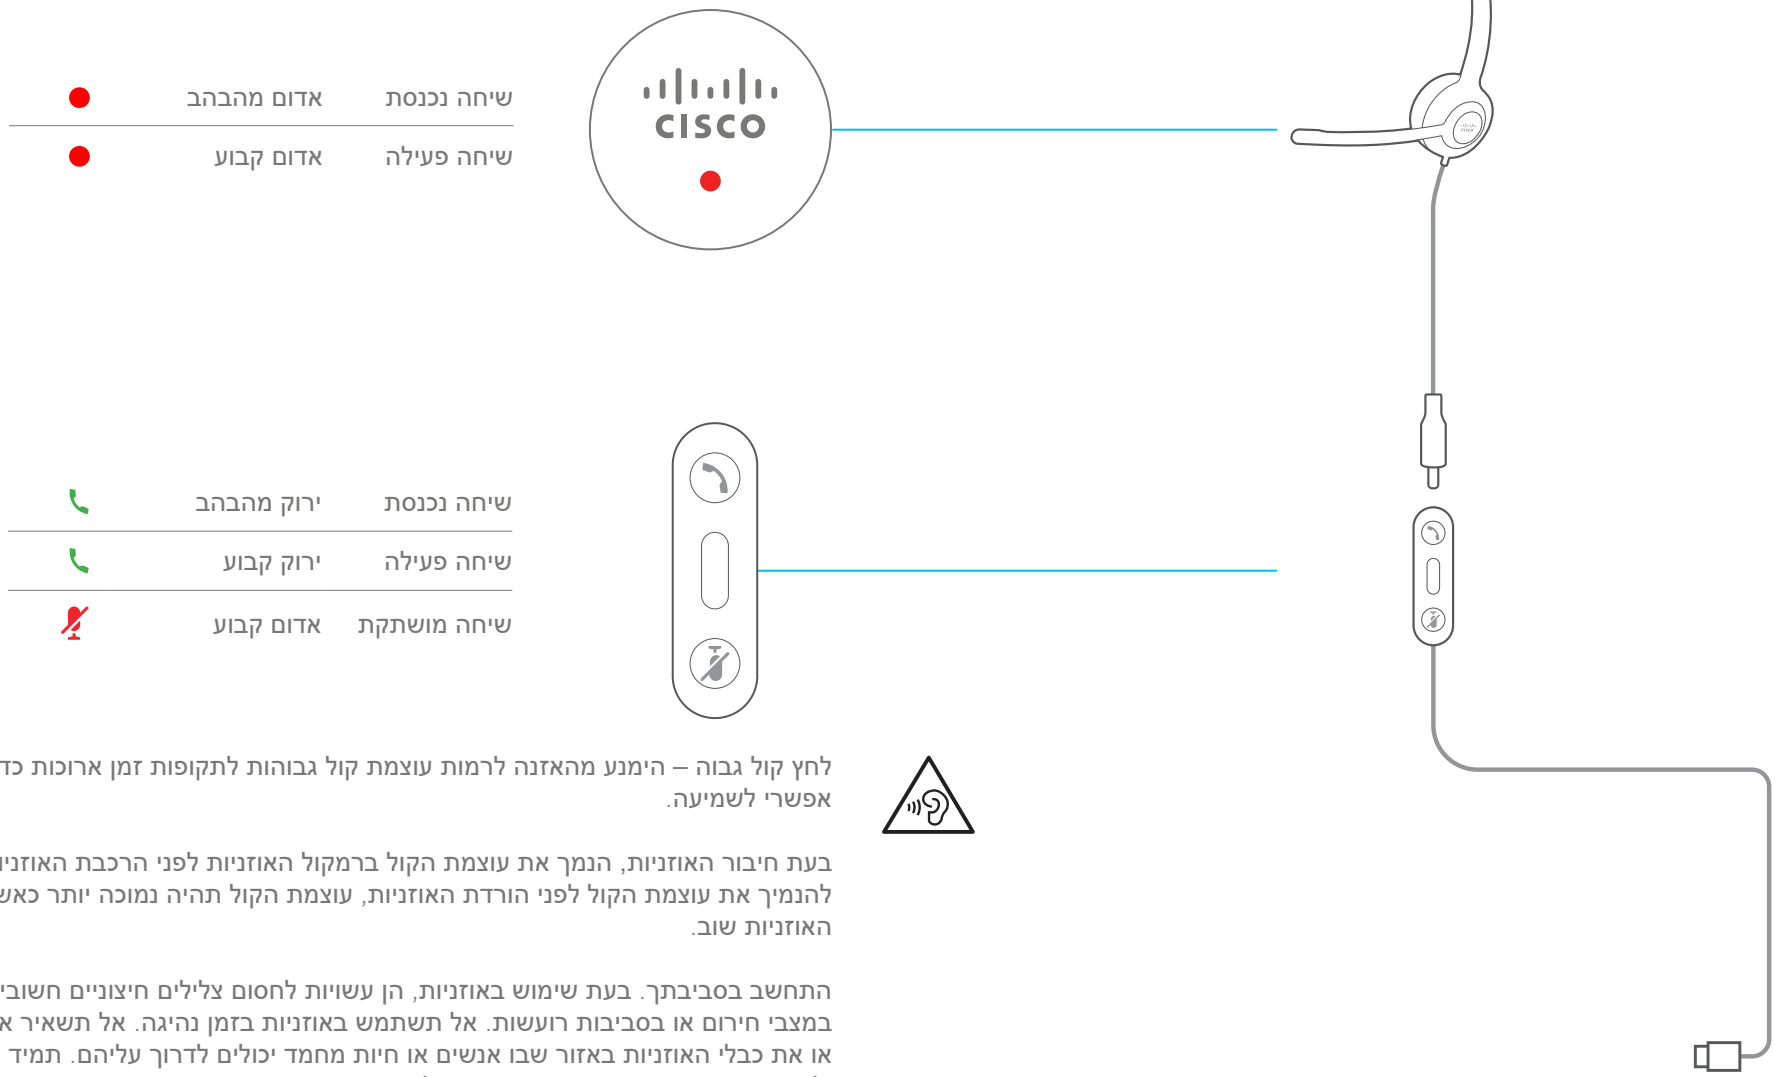 שיחה נכנסת אדום מהבהב
שיחה פעילה אדום קבוע
CISCO
שיחה נכנסת ירוק מהבהב
שיחה פעילה ירוק קבוע
שיחה מושתקת אדום קבוע
לחץ קול גבוה – הימנע מהאזנה לרמות עוצמת קול גבוהות לתקופות זמן ארוכות
אפשרי לשמיעה.
בעת חיבור האוזניות, הנמך את עוצמת הקול ברמקול האוזניות לפני הרכבת
להנמיך את עוצמת הקול לפני הורדת האוזניות, עוצמת הקול תהיה נמוכה יותר
האוזניות שוב.
התחשב בסביבתך. בעת שימוש באוזניות, הן עשויות לחסום צלילים חיצוניים
במצבי חירום או בסביבות רועשות. אל תשתמש באוזניות בזמן נהיגה. אל תשאיר
או את כבלי האוזניות באזור שבו אנשים או חיות מחמד יכולים לדרוך עליהם. תמיד